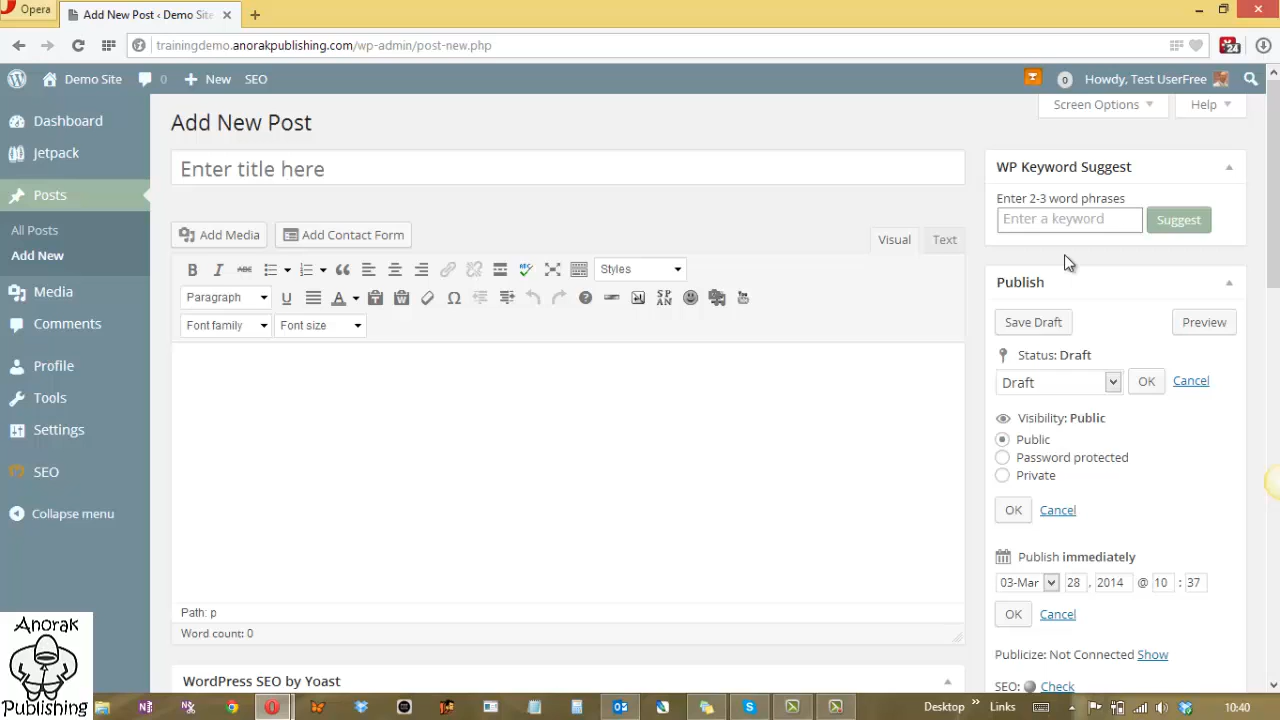 Opera
Add New Post ‹ Demo Site
trainingdemo.anorakpublishing.com/wp-admin/post-new.php
24
Demo Site
0
New
SEO
0
Howdy, Test UserFree
Dashboard
Jetpack
Posts
All Posts
Add New
Media
Comments
Profile
Tools
Settings
SEO
Collapse menu
Screen Options
Help
Add New Post
Enter title here
Add Media
Add Contact Form
Visual
Text
B I ABC
Styles
ABC
Paragraph
U
A
T
W
Ω
SPAN
Font family
Font size
Path: p
Word count: 0
WordPress SEO by Yoast
WP Keyword Suggest
Enter 2-3 word phrases
Enter a keyword
Suggest
Publish
Save Draft
Preview
Status: Draft
Draft
OK
Cancel
Visibility: Public
Public
Password protected
Private
OK
Cancel
Publish immediately
03-Mar 28 , 2014 @ 10 : 37
OK
Cancel
Publicize: Not Connected Show
SEO: Check
Anorak
Publishing
Desktop
Links
10:40